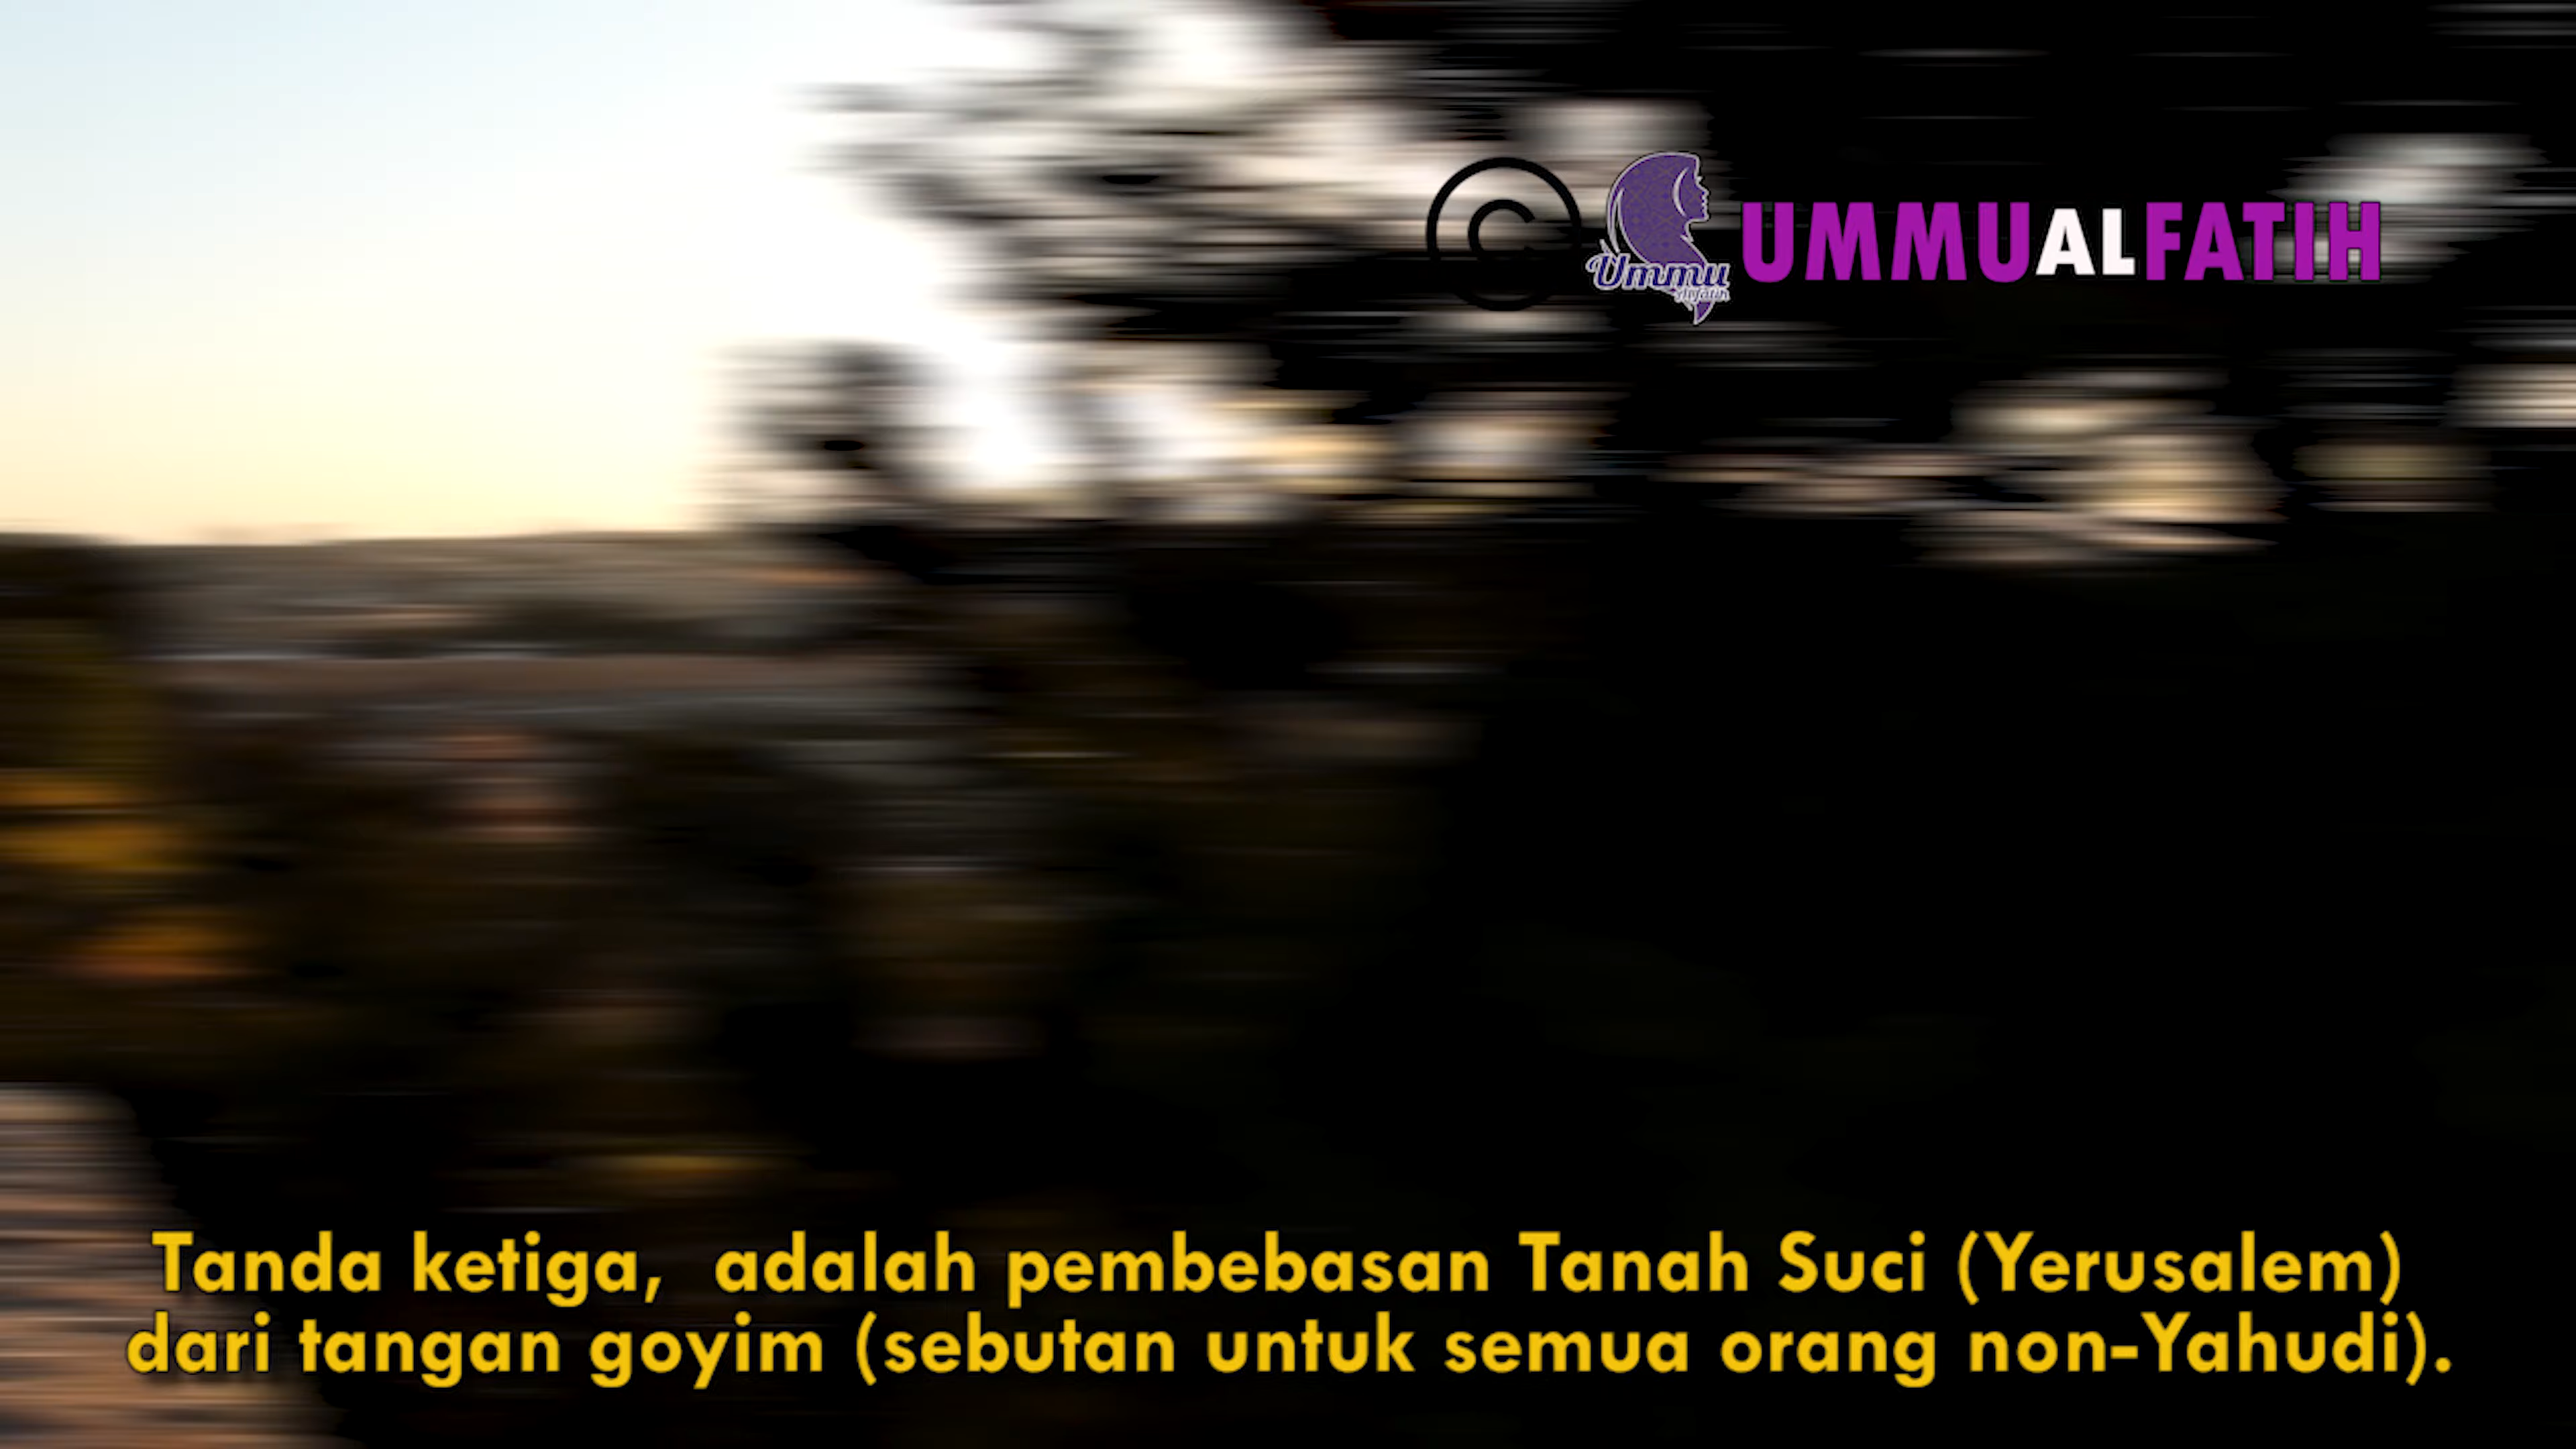 © Ummu UMMUALFATIH
Tanda ketiga, adalah pembebasan Tanah Suci (Yerusalem)
dari tangan goyim (sebutan untuk semua orang non-Yahudi).